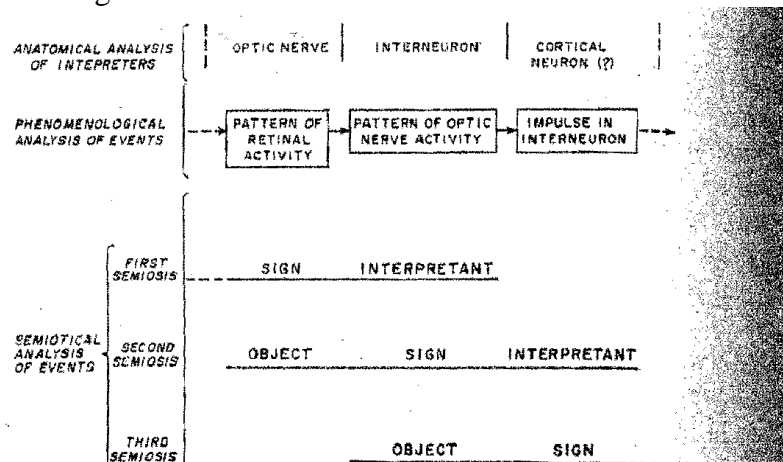 ANATOMICAL ANALYSIS
OF INTEPRETERS
OPTIC NERVE
INTERNEURON
CORTICAL
NEURON (?)
PHENOMENOLOGICAL
ANALYSIS OF EVENTS
PATTERN OF
RETINAL
ACTIVITY
PATTERN OF OPTIC
NERVE ACTIVITY
IMPULSE IN
INTERNEURON
SEMIOTICAL
ANALYSIS
OF EVENTS
FIRST
SEMIOSIS
SIGN
INTERPRETANT
SECOND
SEMIOSIS
OBJECT
SIGN
INTERPRETANT
THIRD
SEMIOSIS
OBJECT
SIGN